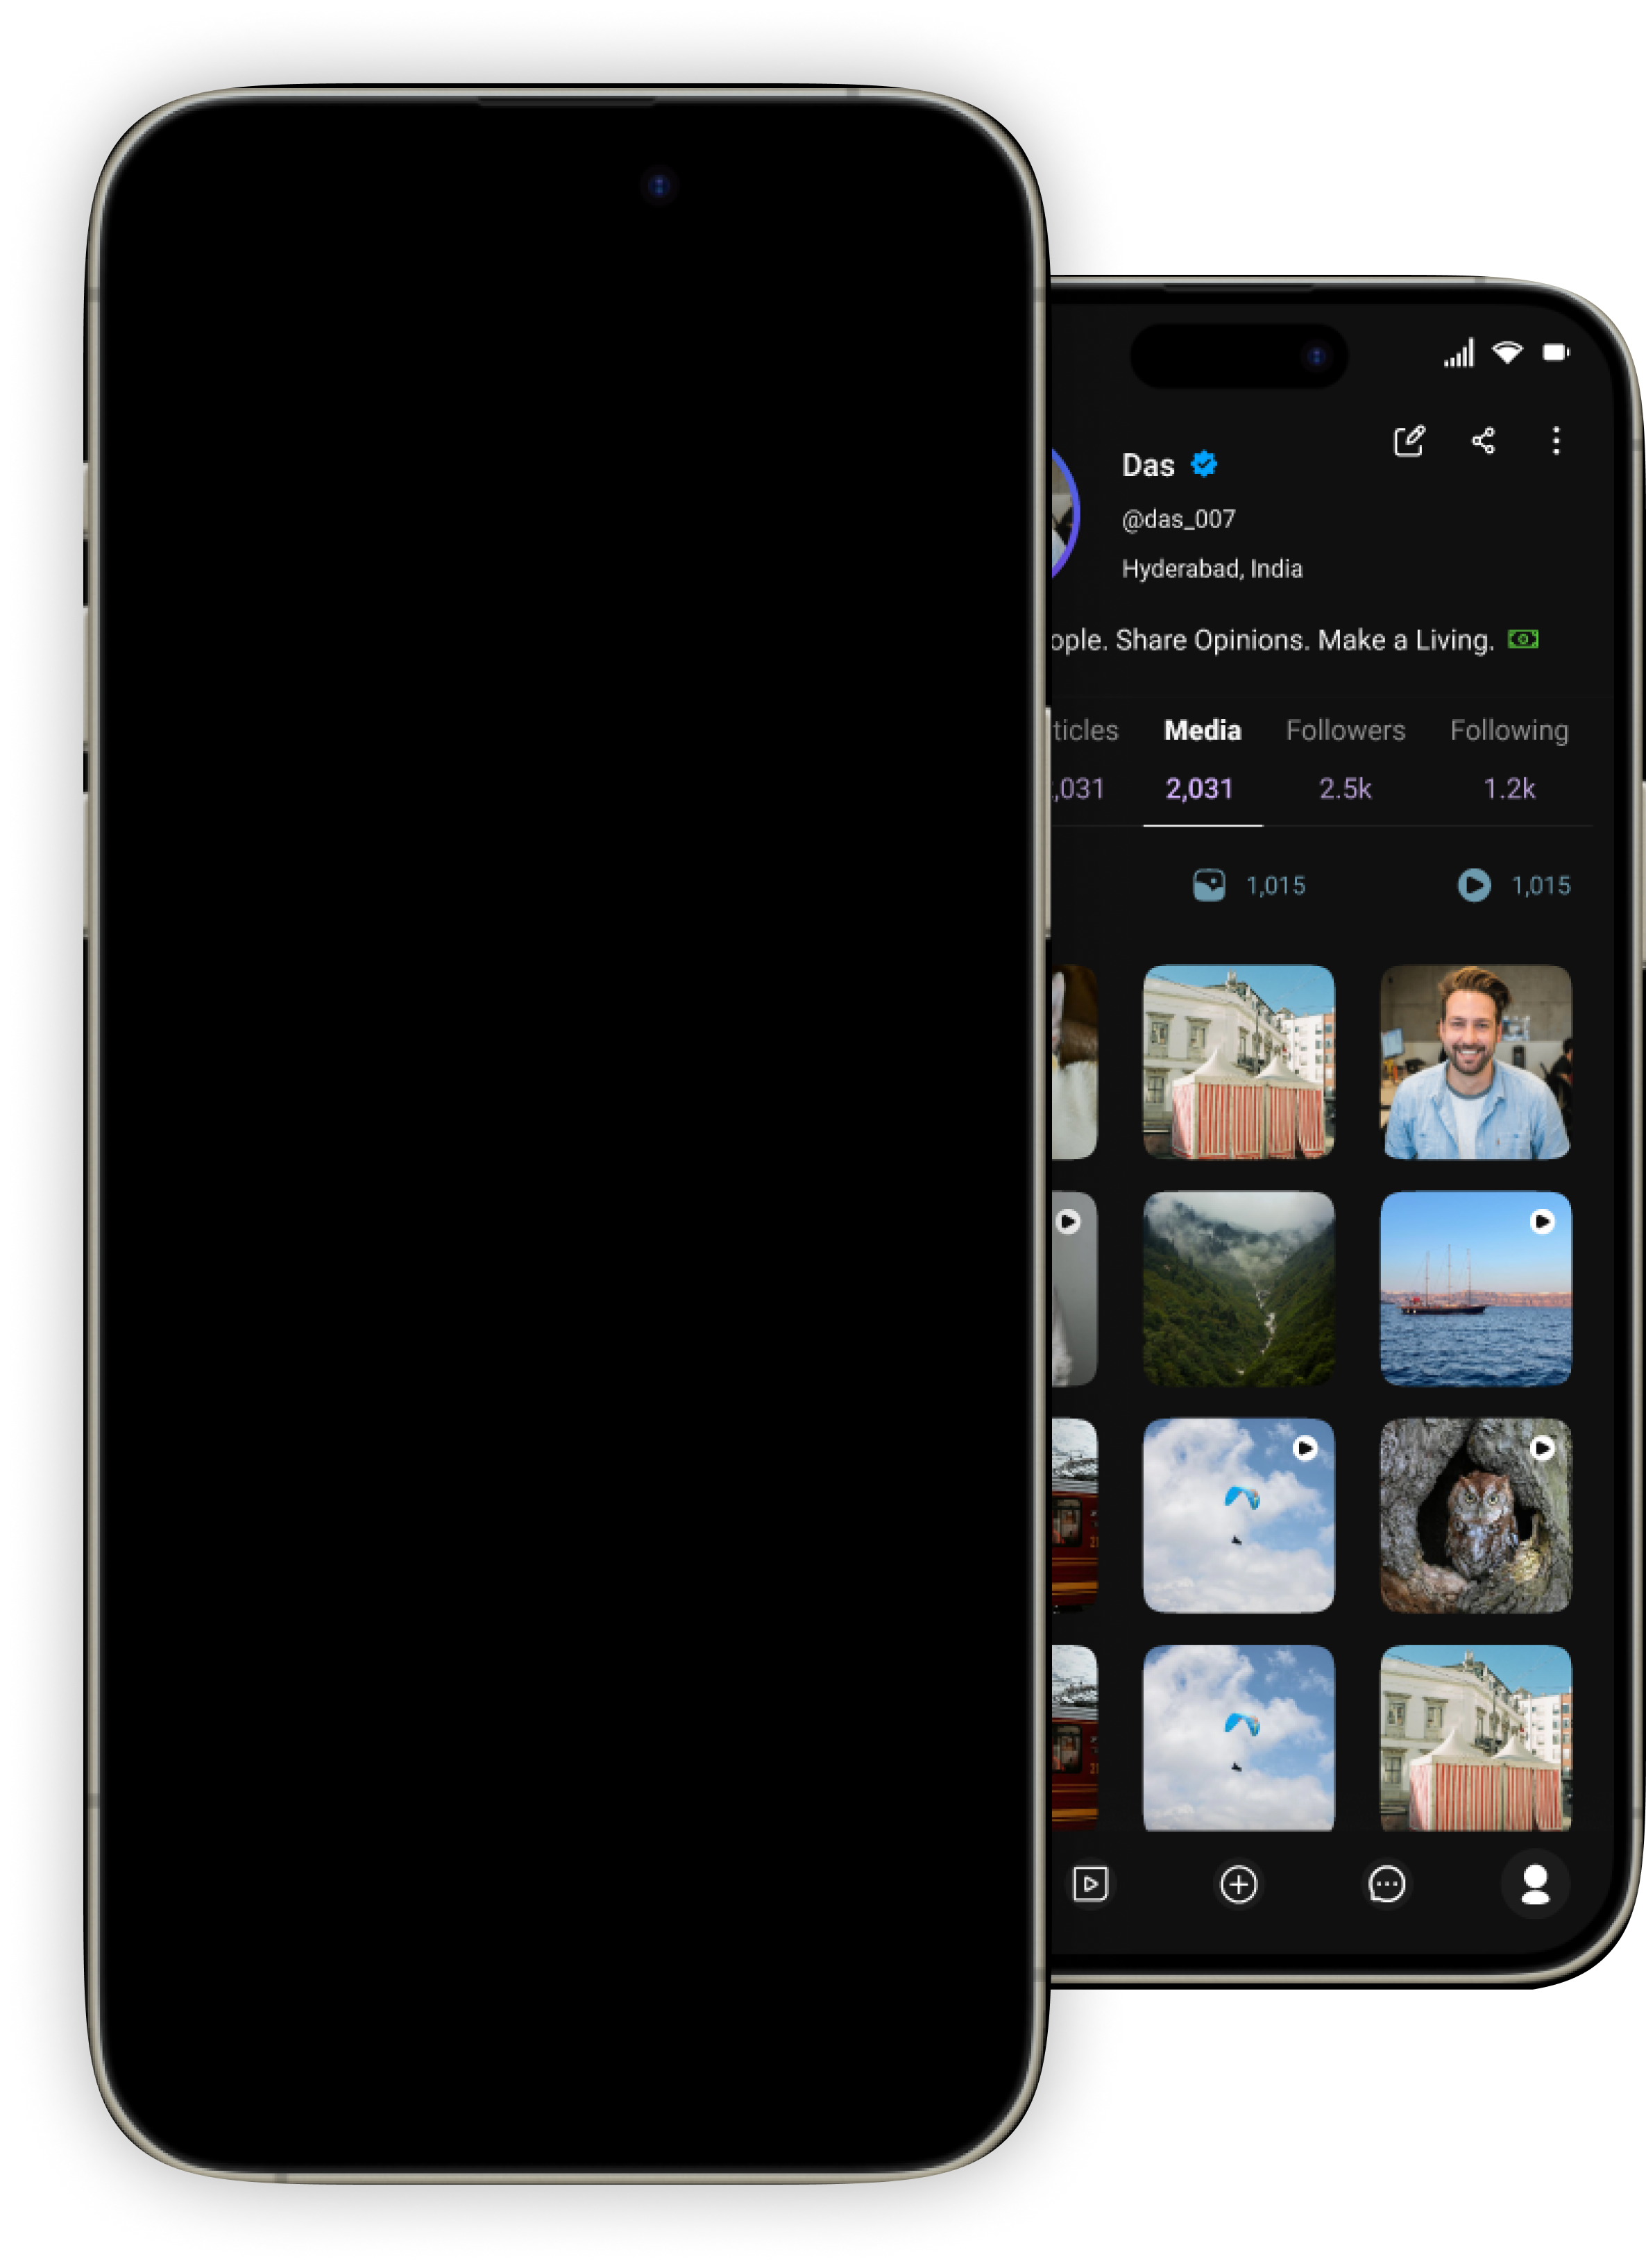 Das
@das_007
Hyderabad, India
ople. Share Opinions. Make a Living.
ticles Media Followers Following
,031 2,031 2.5k 1.2k
1,015 1,015